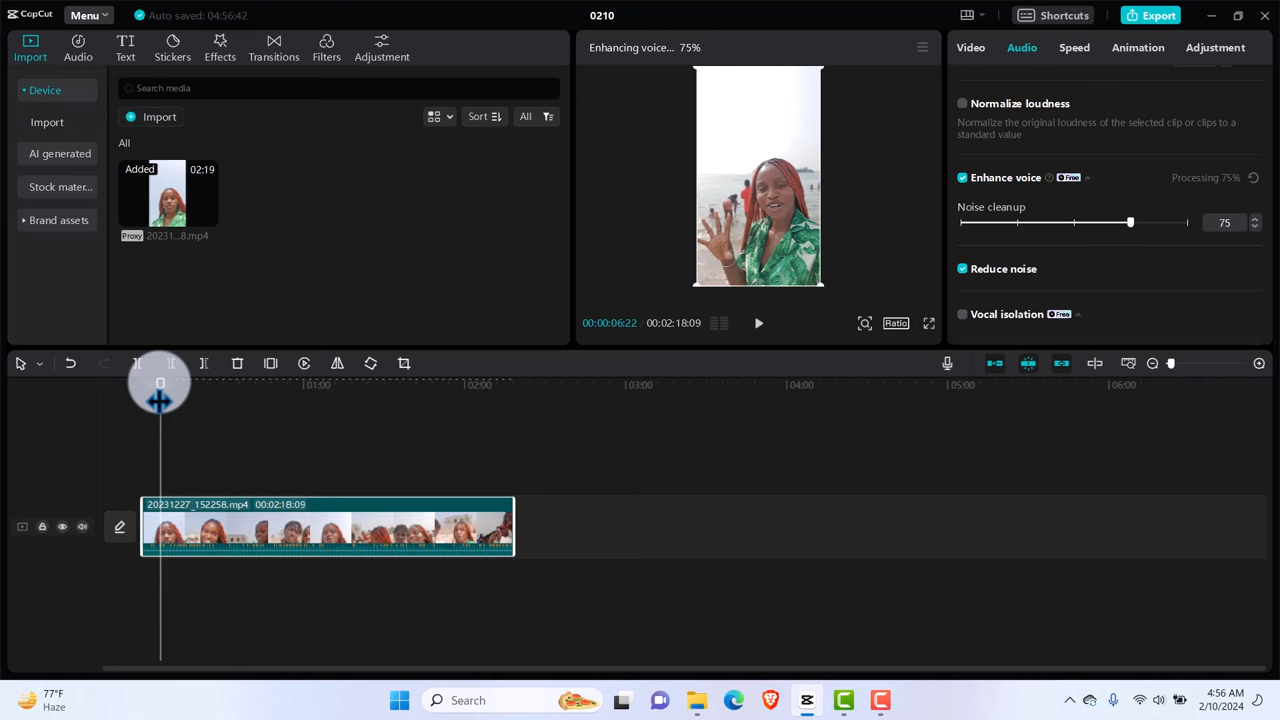 CapCut
Menu
Auto saved: 04:56:42
0210
Shortcuts
Export
Import
Audio
Text
Stickers
Effects
Transitions
Filters
Adjustment
Device
Import
AI generated
Stock mater...
Brand assets
Search media
Import
Sort
All
All
Added
02:19
Proxy
20231...8.mp4
Enhancing voice... 75%
00:00:06:22
00:02:18:09
Ratio
Video
Audio
Speed
Animation
Adjustment
Normalize loudness
Normalize the original loudness of the selected clip or clips to a
standard value
Enhance voice
Free
Processing 75%
Noise cleanup
75
Reduce noise
Vocal isolation
Free
01:00
02:00
03:00
04:00
05:00
06:00
20231227_152258.mp4
00:02:18:09
77°F
Haze
Search
4:56 AM
2/10/2024